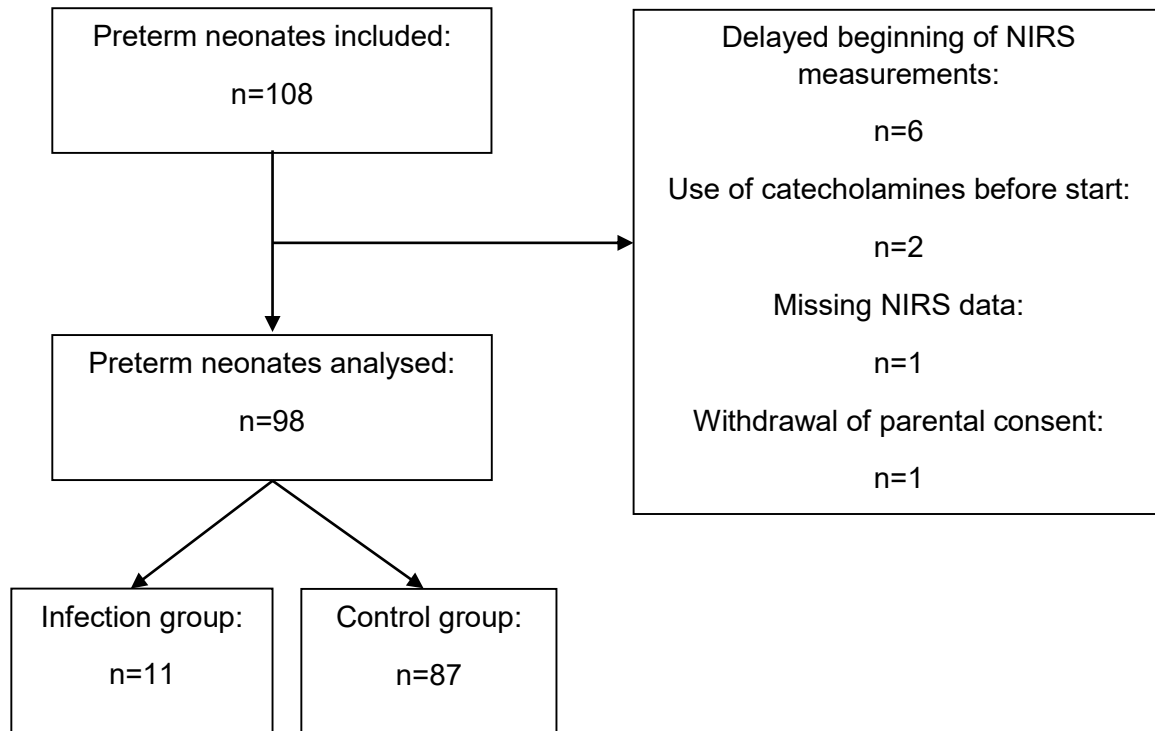 Preterm neonates included:
n=108
Delayed beginning of NIRS
measurements:
n=6
Use of catecholamines before start:
n=2
Missing NIRS data:
n=1
Withdrawal of parental consent:
n=1
Preterm neonates analysed:
n=98
Infection group:
n=11
Control group:
n=87